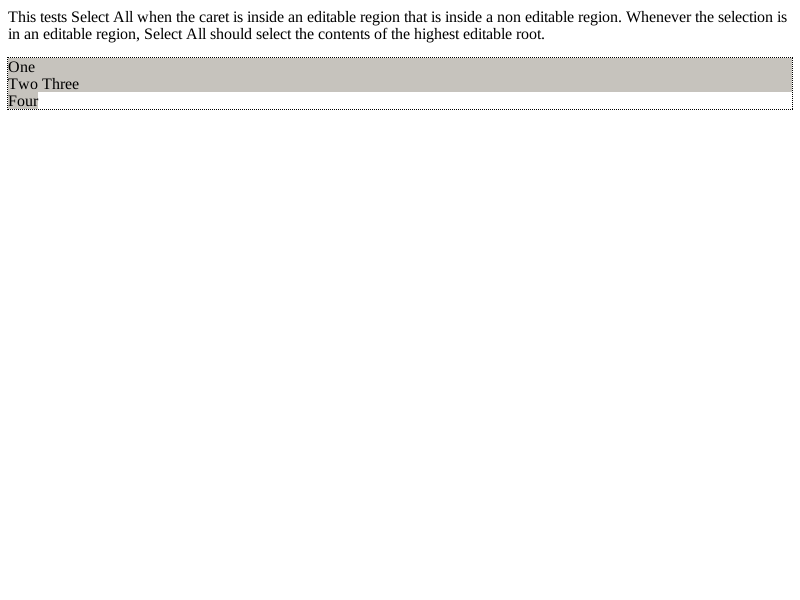 This tests Select All when the caret is inside an editable region that is inside a non editable region. Whenever the selection is
in an editable region, Select All should select the contents of the highest editable root.
One
Two Three
Four